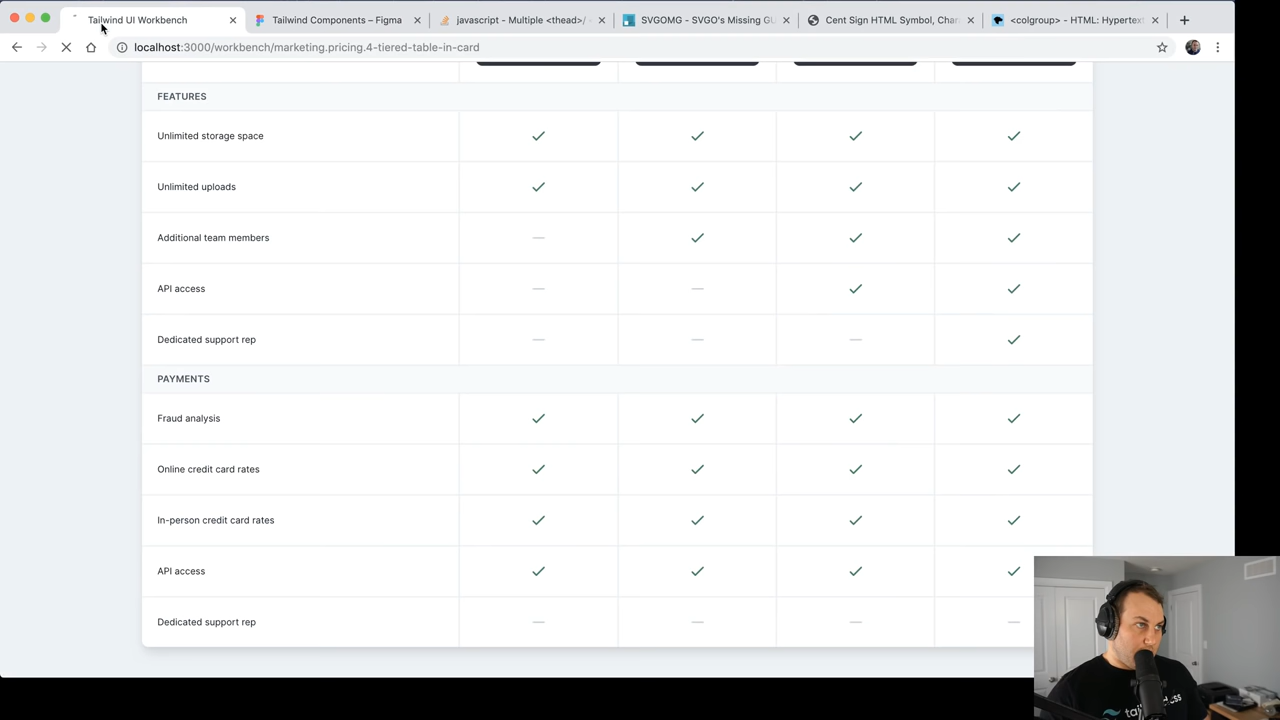 Tailwind UI Workbench
Tailwind Components – Figma
javascript - Multiple <thead>/
SVGOMG - SVGO's Missing GU
Cent Sign HTML Symbol, Char
<colgroup> - HTML: Hypertext
localhost:3000/workbench/marketing.pricing.4-tiered-table-in-card
FEATURES
Unlimited storage space
Unlimited uploads
Additional team members
API access
Dedicated support rep
PAYMENTS
Fraud analysis
Online credit card rates
In-person credit card rates
API access
Dedicated support rep